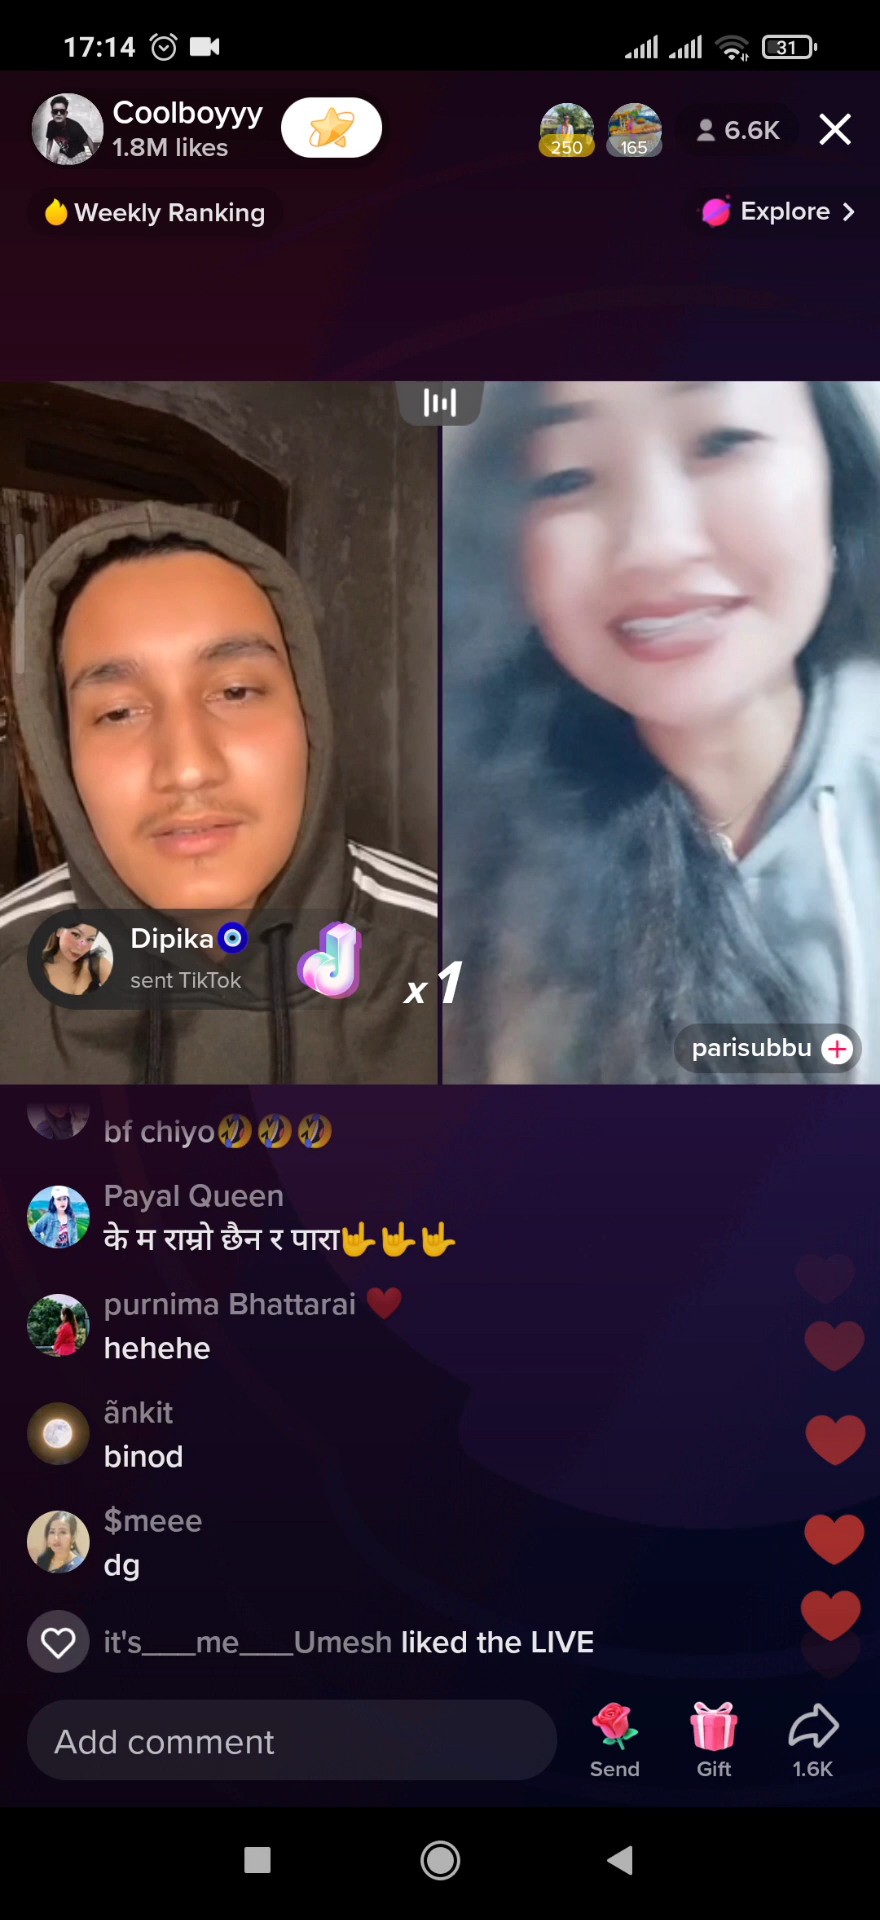 17:14
31
Coolboyyy
1.8M likes
250
165
6.6K
Weekly Ranking
Explore
Dipika🧿
sent TikTok
x1
parisubbu
bf chiyo🤣🤣🤣
Payal Queen
के म राम्रो छैन र पारा🤟🤟🤟
purnima Bhattarai ❤️
hehehe
ãnkit
binod
$meee
dg
it's___me___Umesh liked the LIVE
Add comment
Send
Gift
1.6K